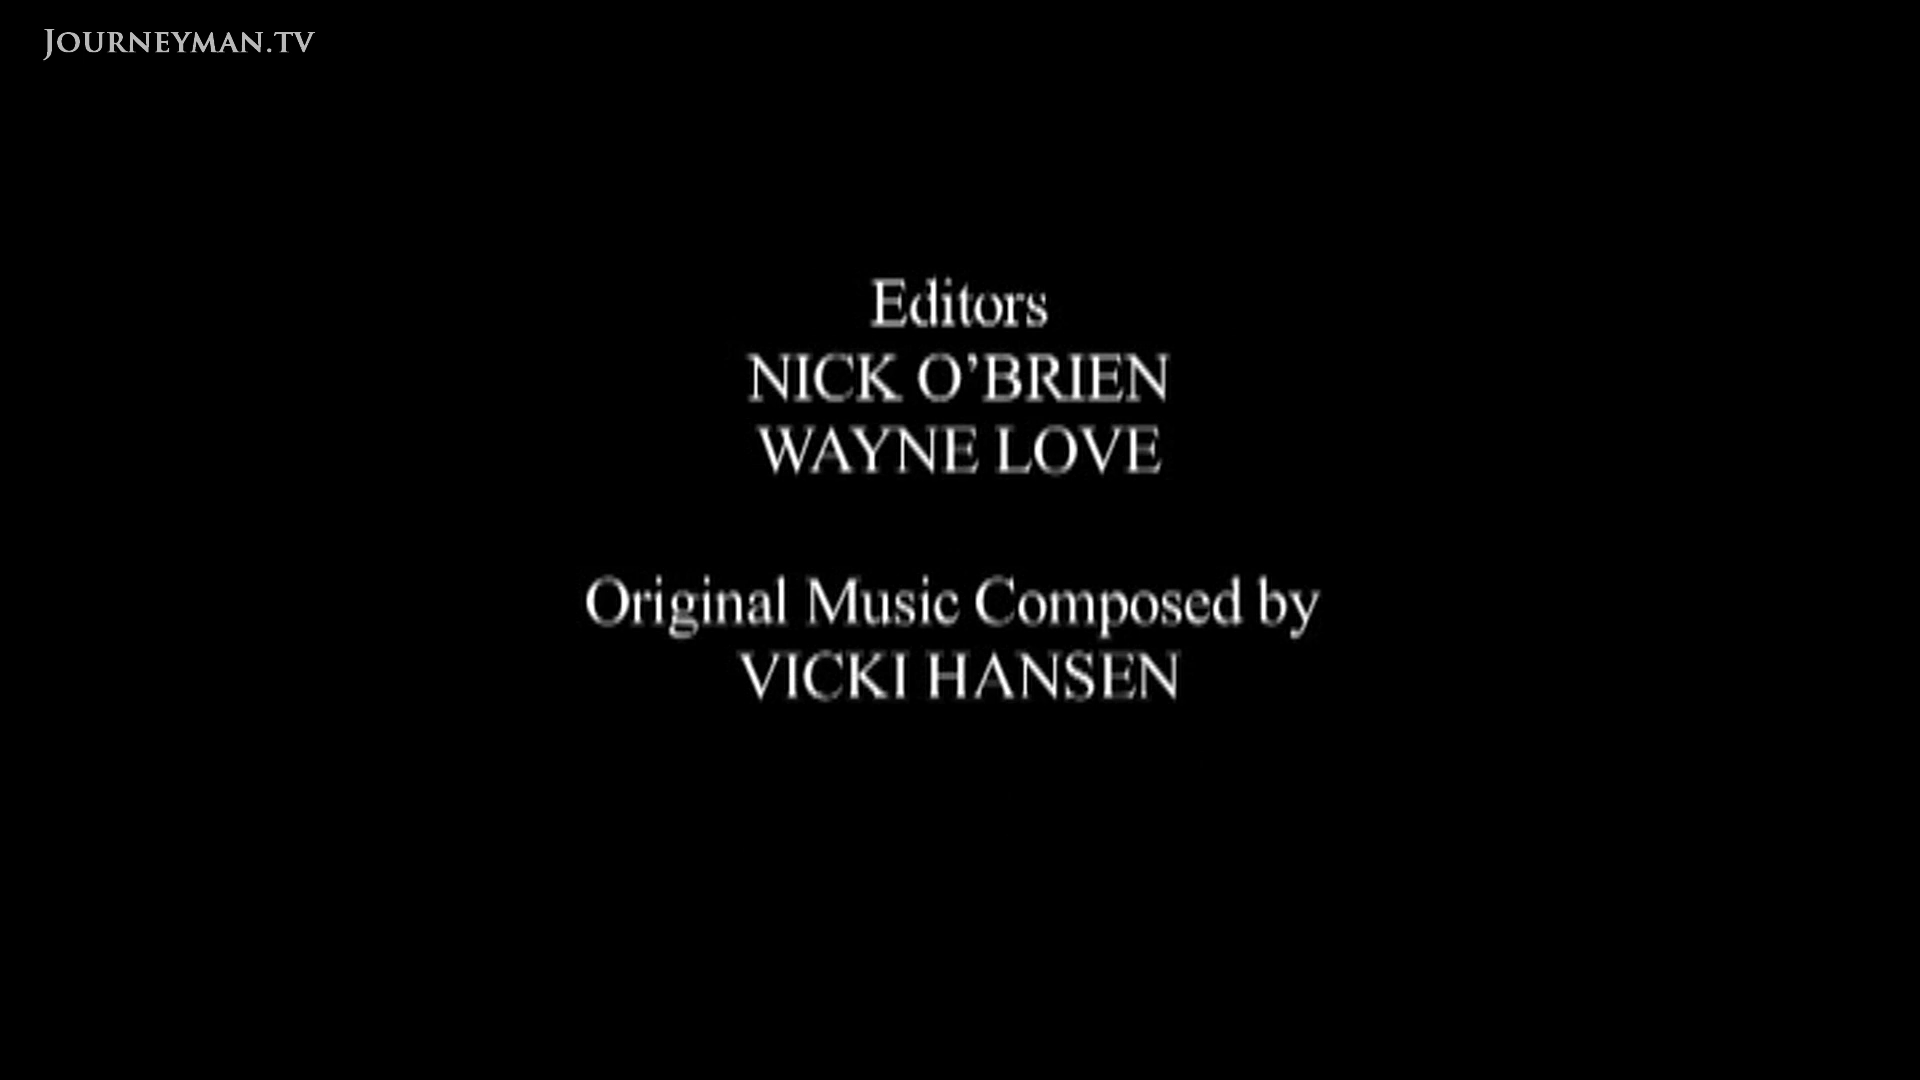 JOURNEYMAN.TV
Editors
NICK O’BRIEN
WAYNE LOVE
Original Music Composed by
VICKI HANSEN